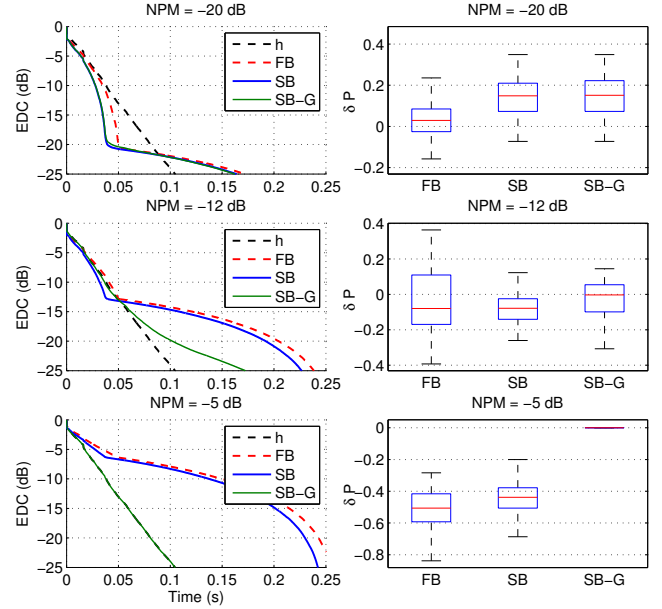 NPM = −20 dB
0
−5
−10
−15
−20
−25
EDC (dB)
0 0.05 0.1 0.15 0.2 0.25
h
FB
SB
SB−G
NPM = −20 dB
0.4
0.2
0
−0.2
δ P
FB SB SB−G
NPM = −12 dB
0
−5
−10
−15
−20
−25
EDC (dB)
0 0.05 0.1 0.15 0.2 0.25
h
FB
SB
SB−G
NPM = −12 dB
0.4
0.2
0
−0.2
−0.4
δ P
FB SB SB−G
NPM = −5 dB
0
−5
−10
−15
−20
−25
EDC (dB)
0 0.05 0.1 0.15 0.2 0.25
Time (s)
h
FB
SB
SB−G
NPM = −5 dB
0
−0.2
−0.4
−0.6
−0.8
δ P
FB SB SB−G